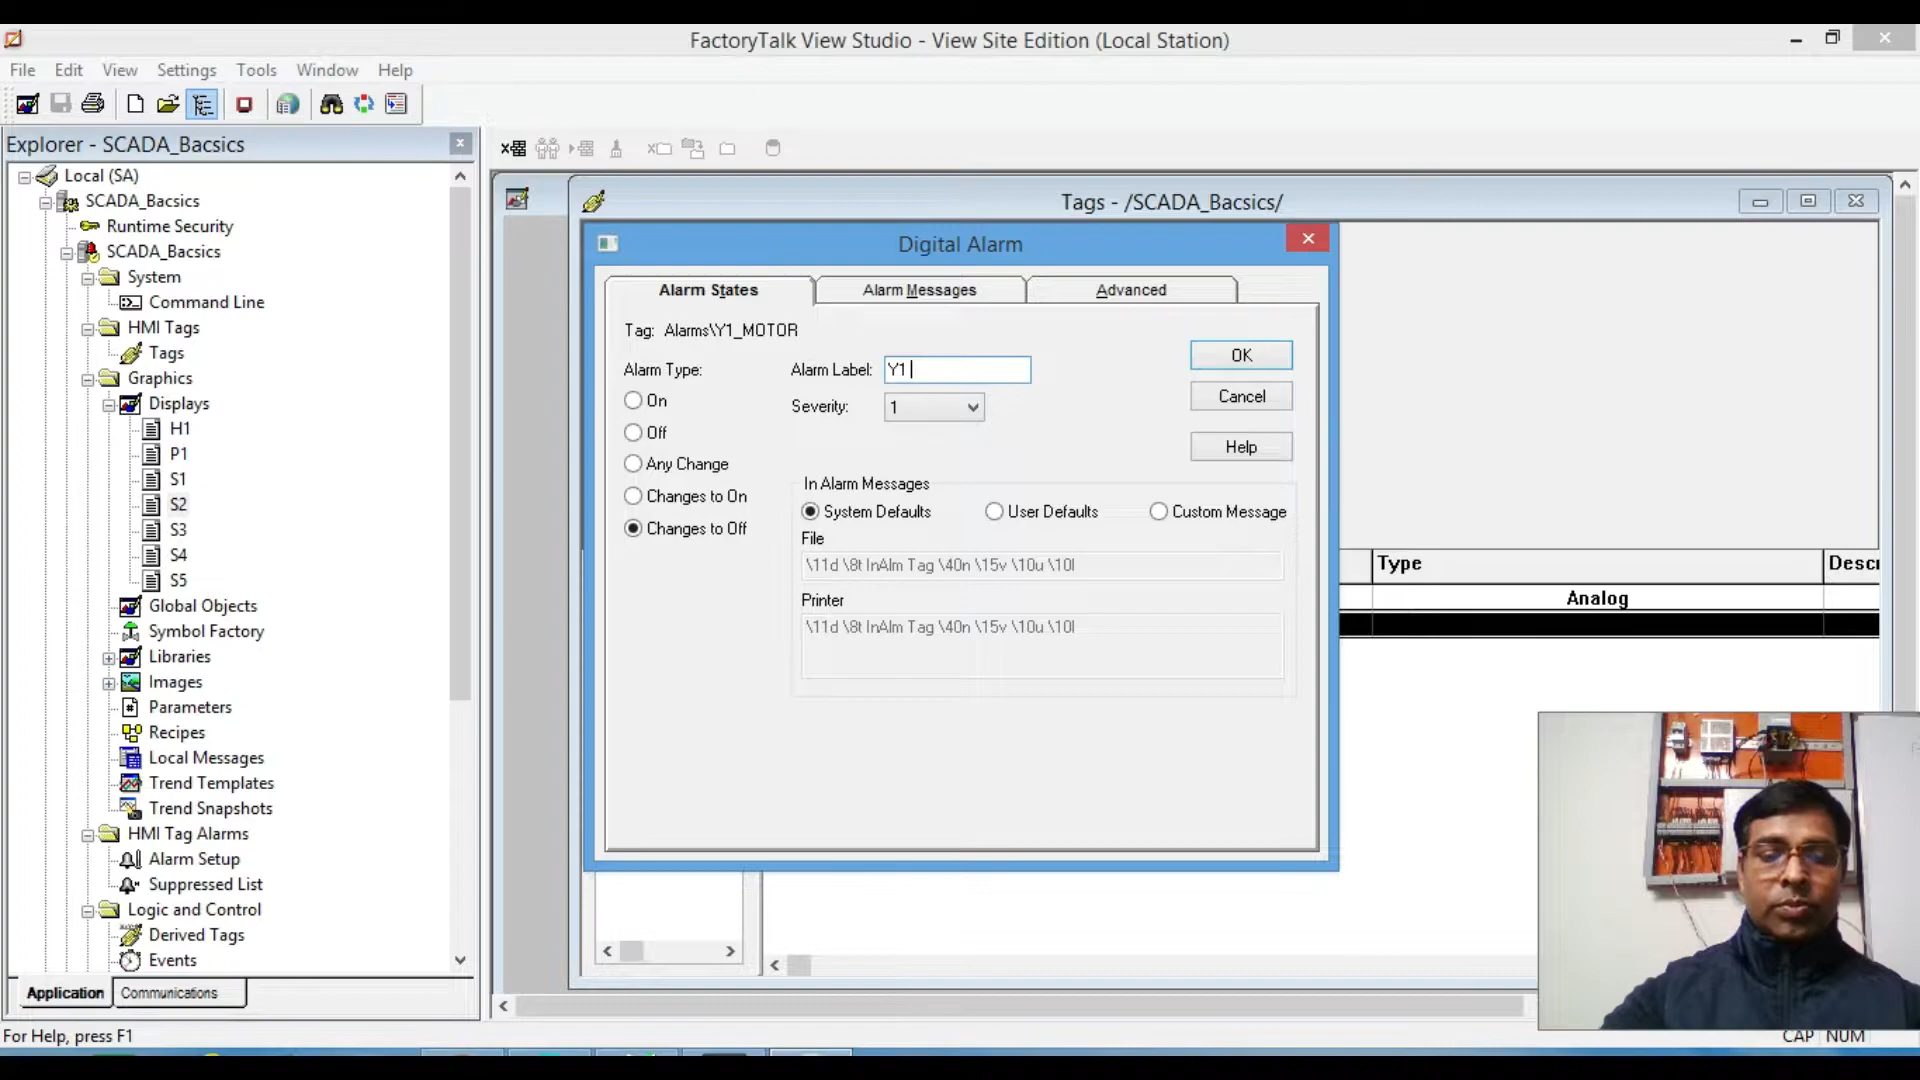 FactoryTalk View Studio - View Site Edition (Local Station)
File Edit View Settings Tools Window Help
Explorer - SCADA_Bacsics
Local (SA)
SCADA_Bacsics
Runtime Security
SCADA_Bacsics
System
Command Line
HMI Tags
Tags
Graphics
Displays
H1
P1
S1
S2
S3
S4
S5
Global Objects
Symbol Factory
Libraries
Images
Parameters
Recipes
Local Messages
Trend Templates
Trend Snapshots
HMI Tag Alarms
Alarm Setup
Suppressed List
Logic and Control
Derived Tags
Events
Application Communications
For Help, press F1
Tags - /SCADA_Bacsics/
Digital Alarm
Alarm States Alarm Messages Advanced
Tag: Alarms\Y1_MOTOR
Alarm Type:
On
Off
Any Change
Changes to On
Changes to Off
Alarm Label: Y1
Severity: 1
OK
Cancel
Help
In Alarm Messages
System Defaults User Defaults Custom Message
File
\11d \8t InAlm Tag \40n \15v \10u \10l
Printer
\11d \8t InAlm Tag \40n \15v \10u \10l
Type Descr
Analog
CAP NUM